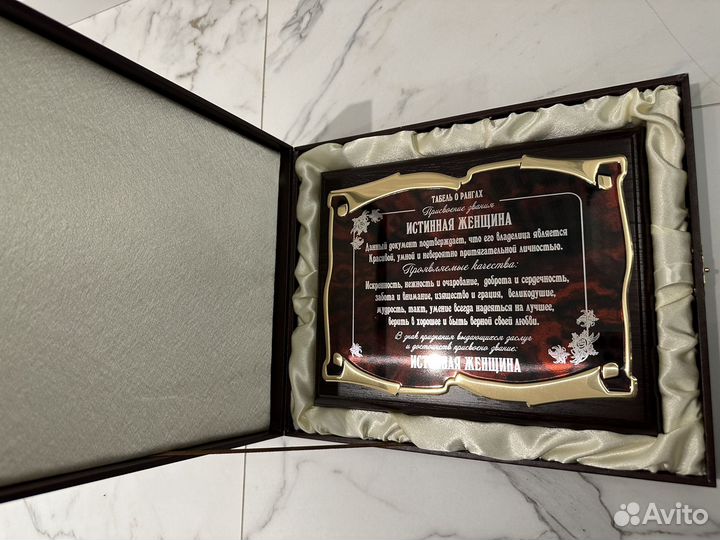 ТАБЕЛЬ О РАНГАХ
Присвоение звания
ИСТИННАЯ ЖЕНЩИНА
Данный документ подтверждает, что его владелица является
Красивой, умной и невероятно притягательной личностью.
Проявляемые качества:
Искренность, нежность и очарование, доброта и сердечность,
забота и внимание, изящество и грация, великодушие,
мудрость, такт, умение всегда надеяться на лучшее,
верить в хорошее и быть верной своей любви.
В знак признания выдающихся заслуг
и достоинств присвоено звание:
ИСТИННАЯ ЖЕНЩИНА
Avito